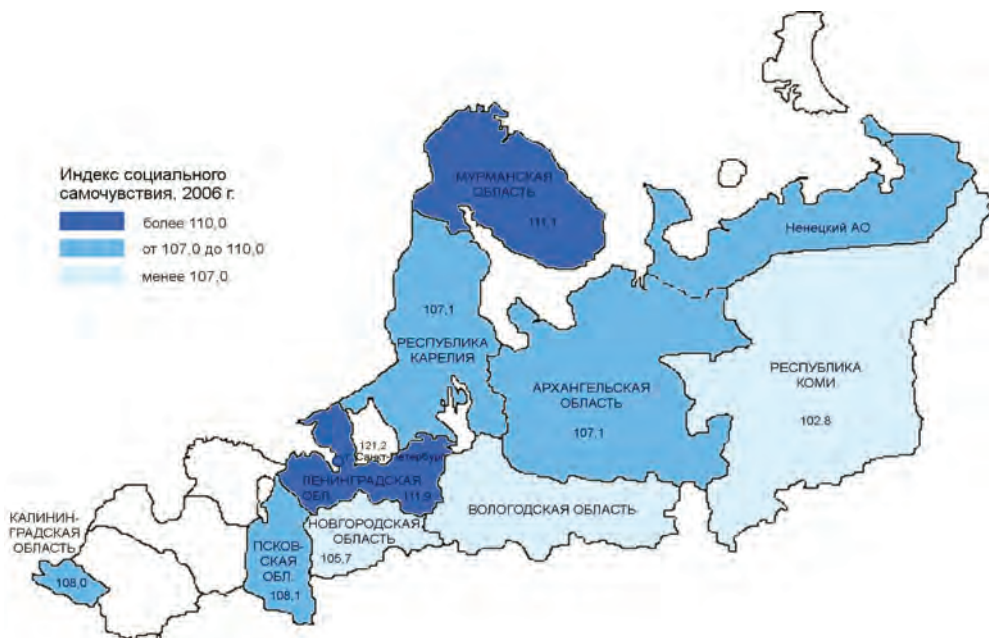 Индекс социального
самочувствия, 2006 г.
более 110,0
от 107,0 до 110,0
менее 107,0
МУРМАНСКАЯ
ОБЛАСТЬ
111,1
Ненецкий АО
107,1
РЕСПУБЛИКА
КАРЕЛИЯ
РЕСПУБЛИКА
КОМИ
102,8
АРХАНГЕЛЬСКАЯ
ОБЛАСТЬ
107,1
121,2
г. Санкт-Петербург
ЛЕНИНГРАДСКАЯ
ОБЛ.
111,9
ВОЛОГОДСКАЯ ОБЛАСТЬ
НОВГОРОДСКАЯ
ОБЛАСТЬ
105,7
КАЛИНИН-
ГРАДСКАЯ
ОБЛАСТЬ
108,0
ПСКОВ-
СКАЯ
ОБЛ.
108,1